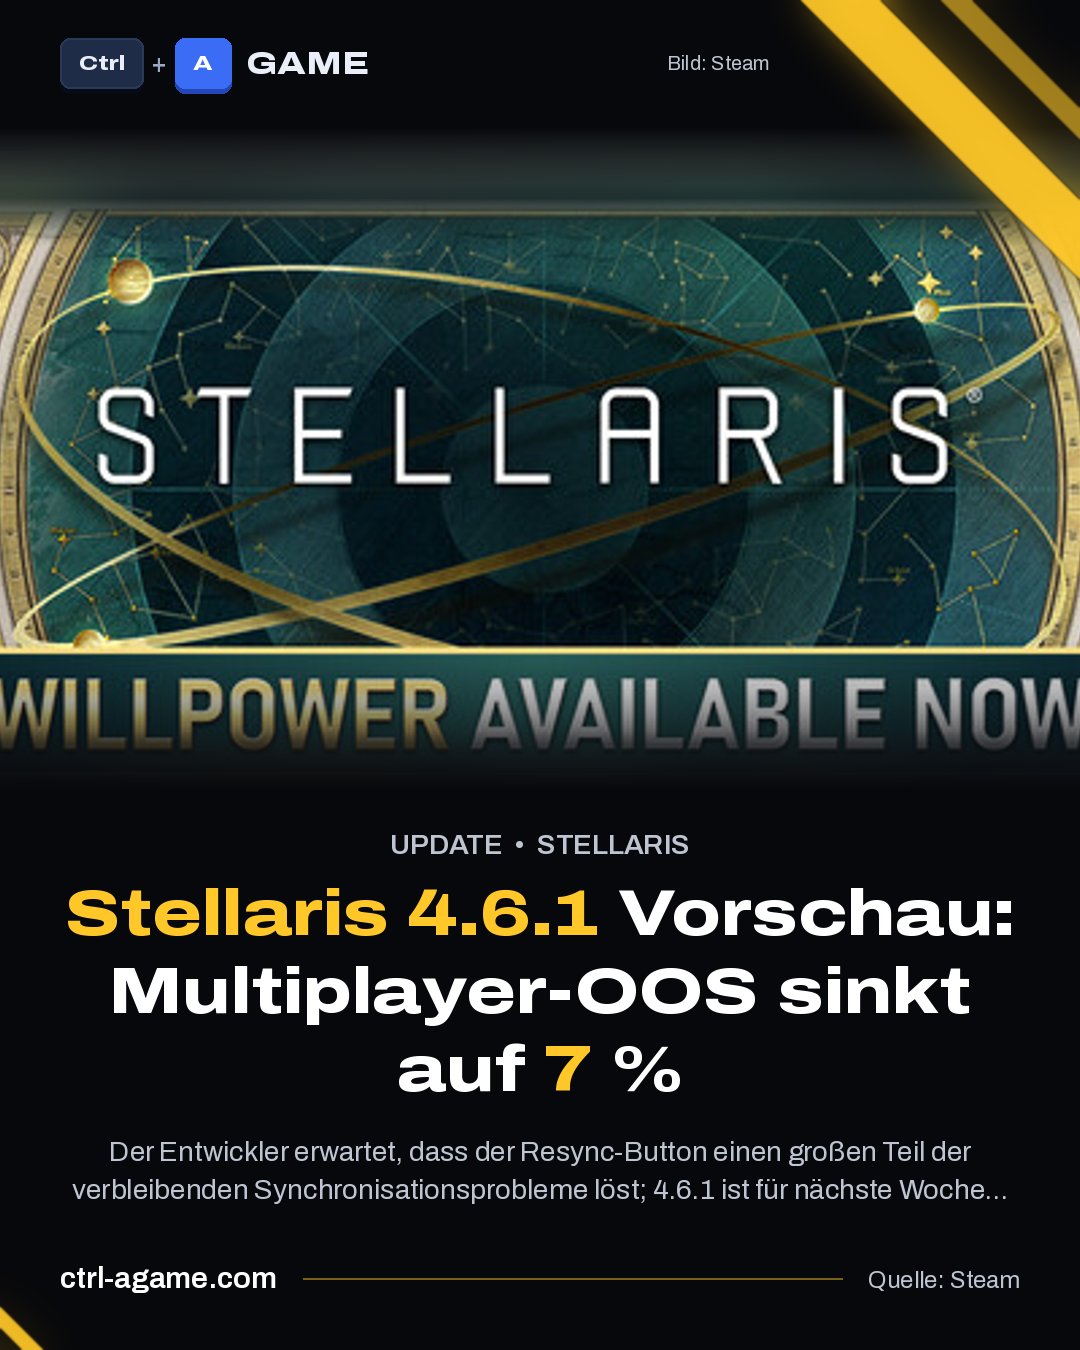 Ctrl + A GAME
Bild: Steam
STELLARIS®
WILLPOWER AVAILABLE NOW
UPDATE • STELLARIS
Stellaris 4.6.1 Vorschau:
Multiplayer-OOS sinkt
auf 7 %
Der Entwickler erwartet, dass der Resync-Button einen großen Teil der
verbleibenden Synchronisationsprobleme löst; 4.6.1 ist für nächste Woche...
ctrl-agame.com
Quelle: Steam